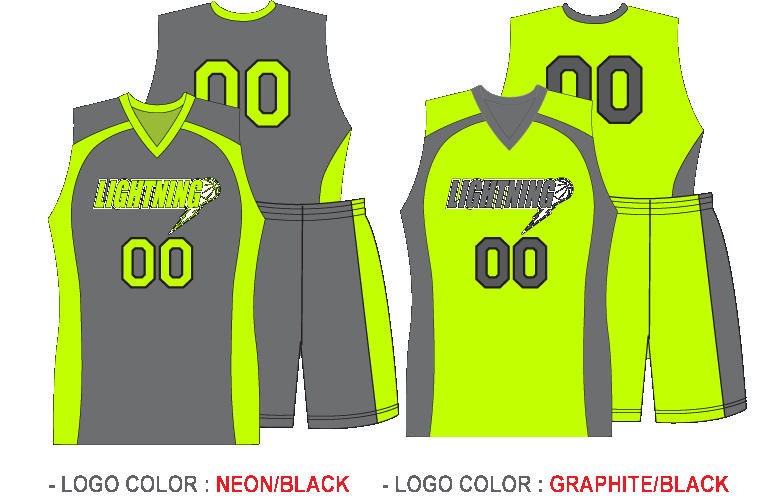 00
00
LIGHTNING
LIGHTNING
00
00
- LOGO COLOR : NEON/BLACK
- LOGO COLOR : GRAPHITE/BLACK